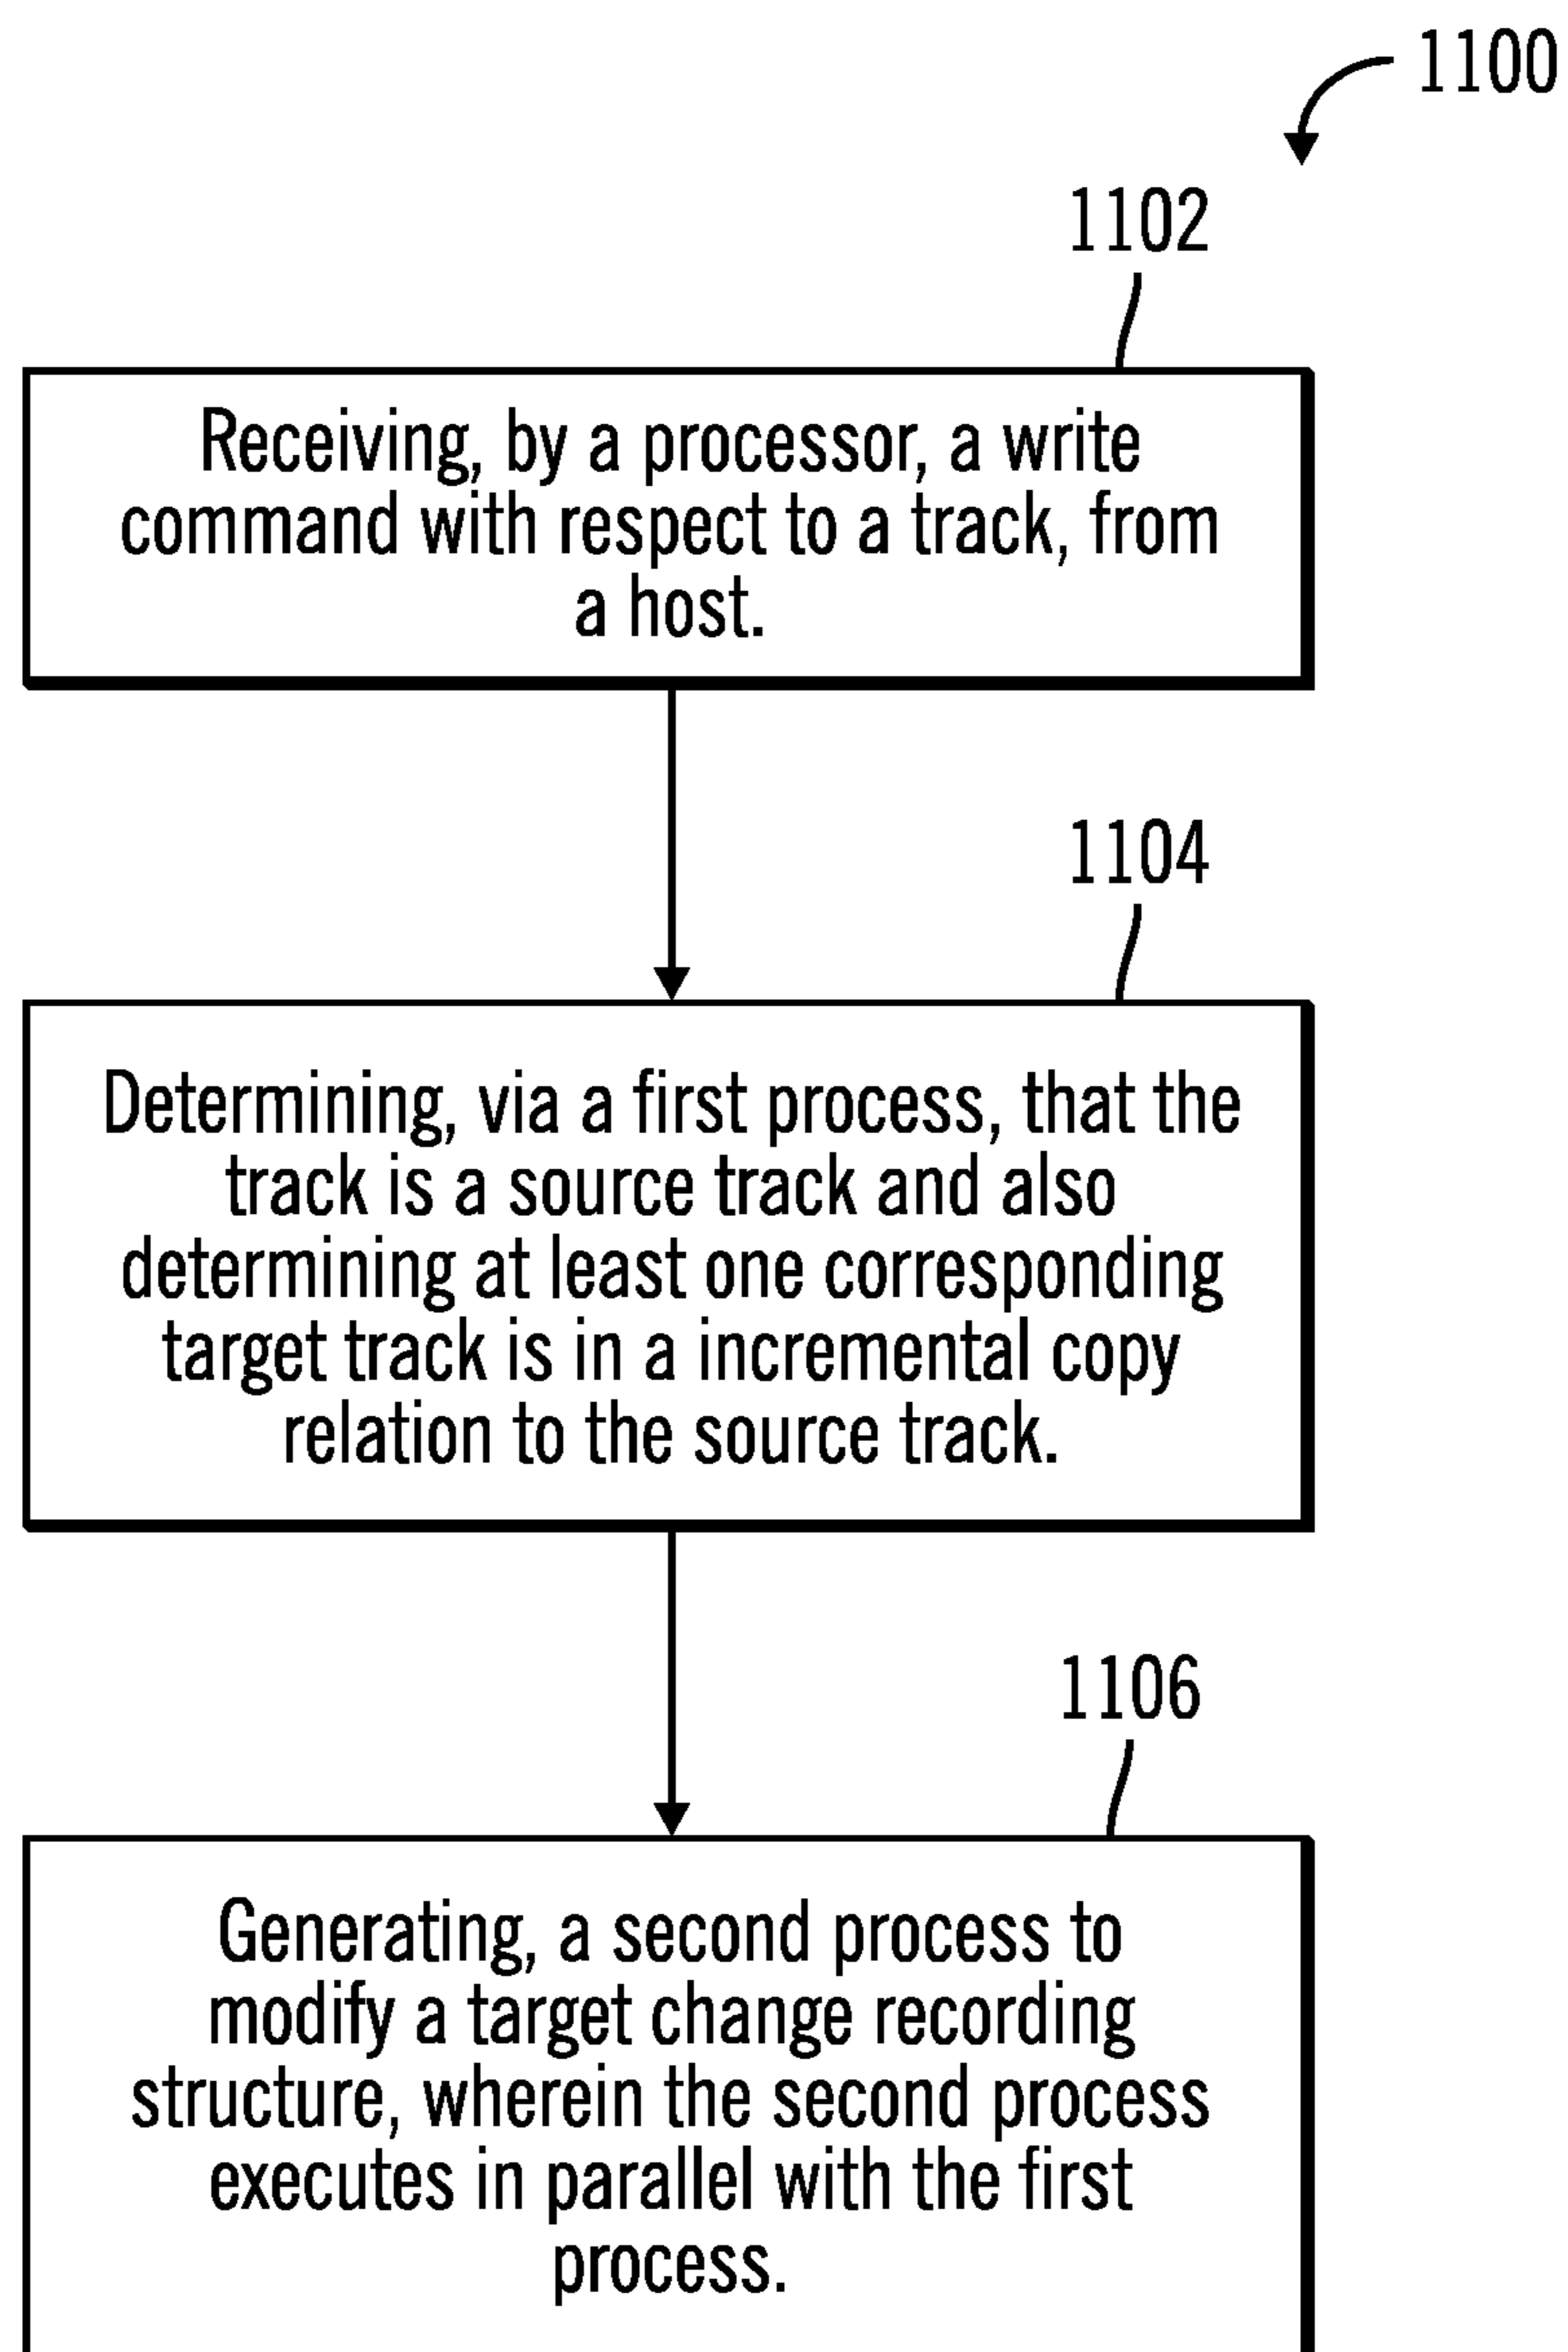 1100
1102
Receiving, by a processor, a write
command with respect to a track, from
a host.
1104
Determining, via a first process, that the
track is a source track and also
determining at least one corresponding
target track is in a incremental copy
relation to the source track.
1106
Generating, a second process to
modify a target change recording
structure, wherein the second process
executes in parallel with the first
process.